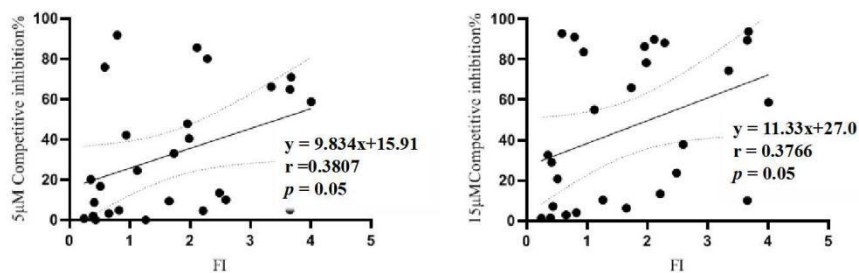 5μM Competitive inhibition%
100
80
60
40
20
0
0 1 2 3 4 5
FI
y = 9.834x+15.91
r =0.3807
p = 0.05
15μMCompetitive inhibition%
100
80
60
40
20
0
0 1 2 3 4 5
FI
y = 11.33x+27.0
r = 0.3766
p = 0.05